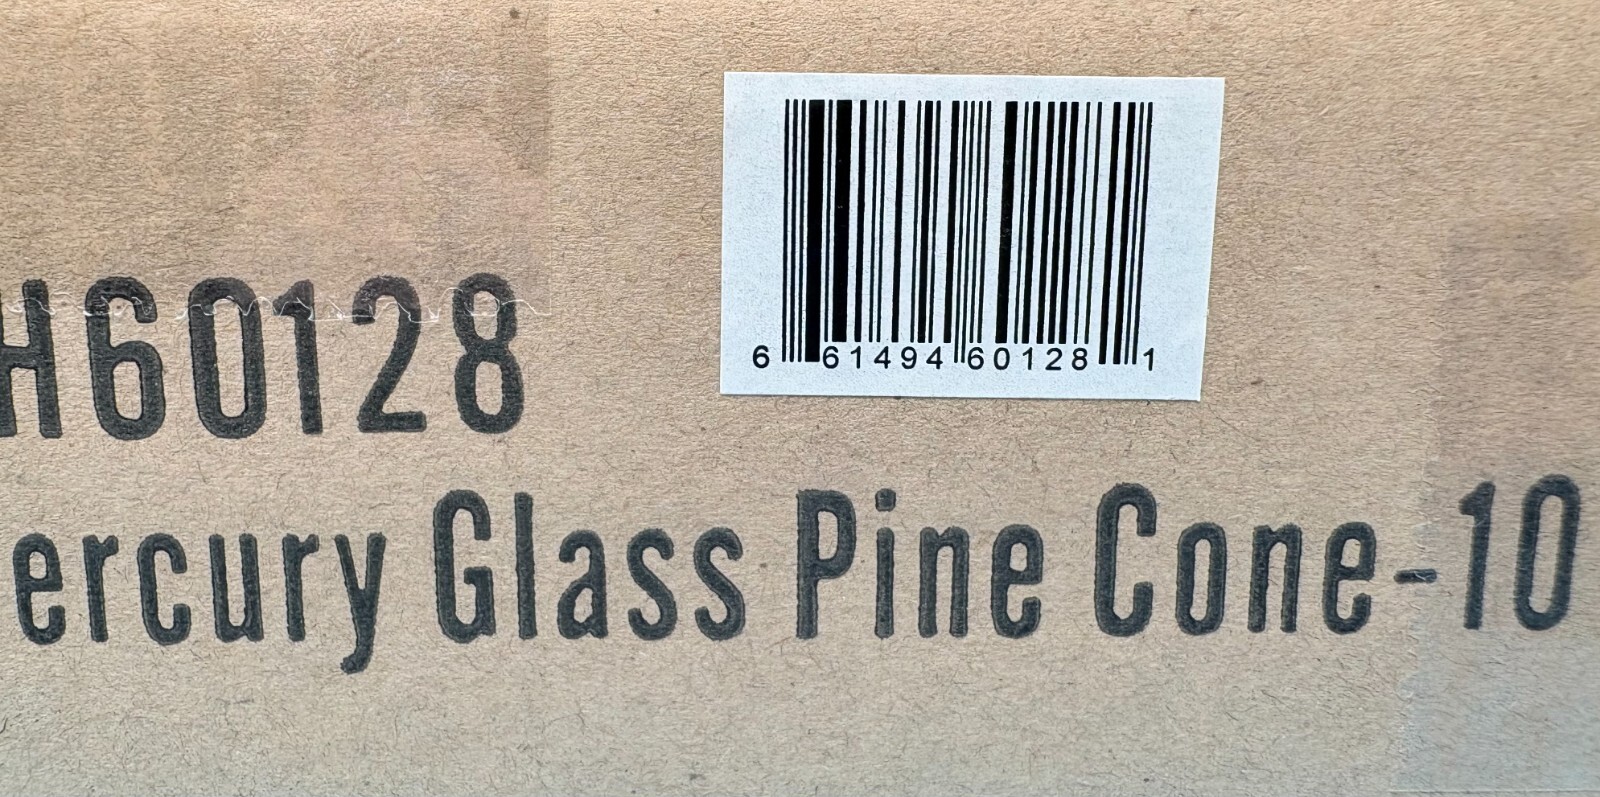 6 61494 60128 1
H60128
ercury Glass Pine Cone-10